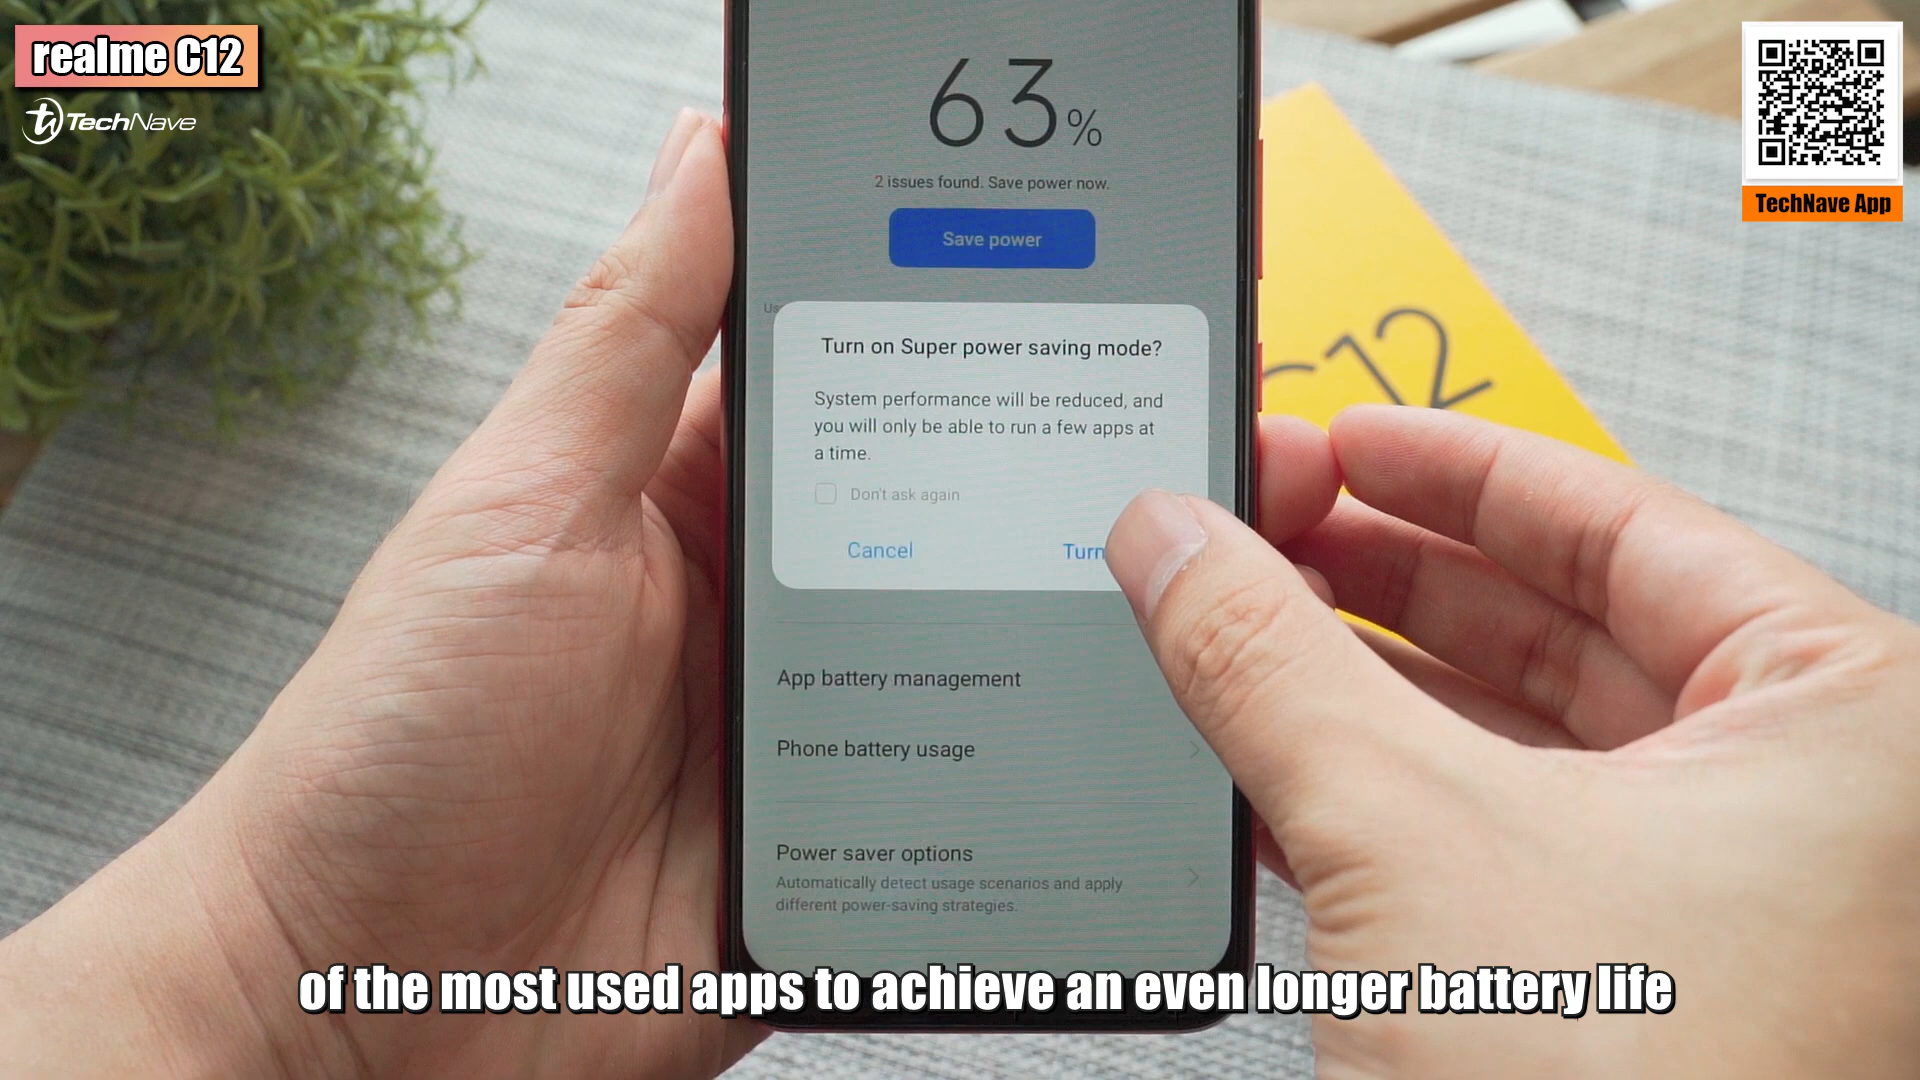 realme C12
TechNave
TechNave App
63%
2 issues found. Save power now.
Save power
Turn on Super power saving mode?
System performance will be reduced, and
you will only be able to run a few apps at
a time.
Don't ask again
Cancel
Turn
C12
App battery management
Phone battery usage
Power saver options
Automatically detect usage scenarios and apply
different power-saving strategies.
of the most used apps to achieve an even longer battery life